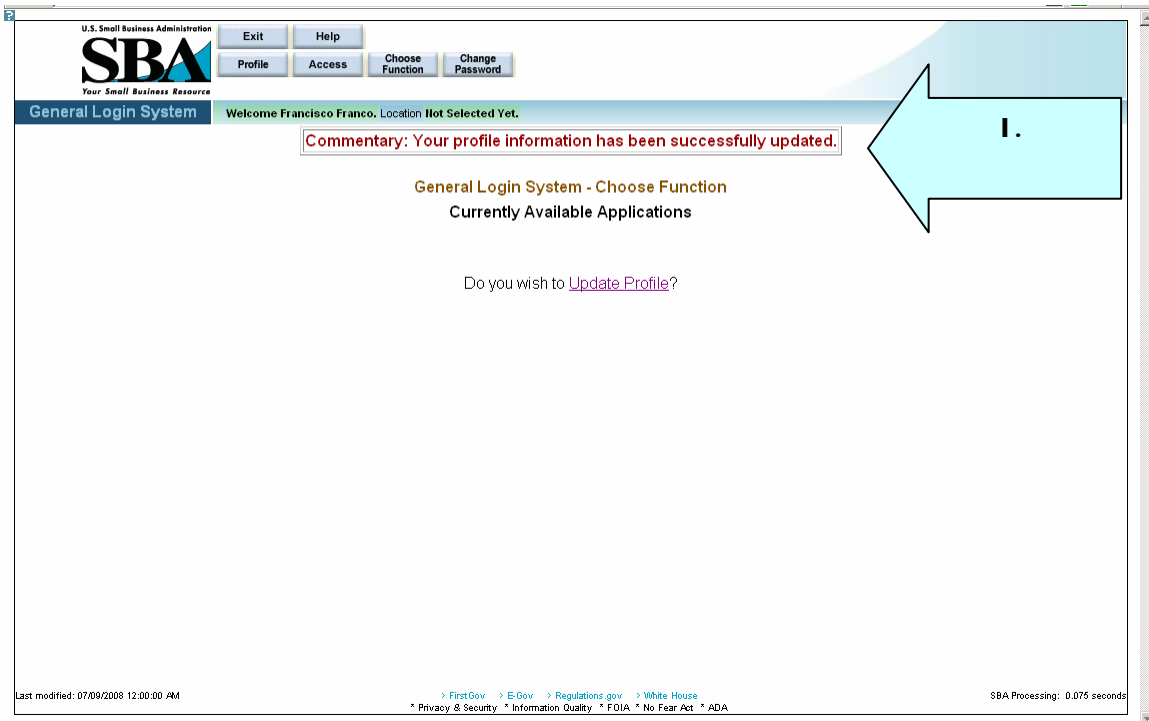 U.S. Small Business Administration
SBA
Your Small Business Resource
Exit
Help
Profile
Access
Choose Function
Change Password
General Login System
Welcome Francisco Franco. Location Not Selected Yet.
Commentary: Your profile information has been successfully updated.
I.
General Login System - Choose Function
Currently Available Applications
Do you wish to Update Profile?
Last modified: 07/09/2008 12:00:00 AM
> FirstGov > E-Gov > Regulations.gov > White House
* Privacy & Security * Information Quality * FOIA * No Fear Act * ADA
SBA Processing: 0.075 seconds